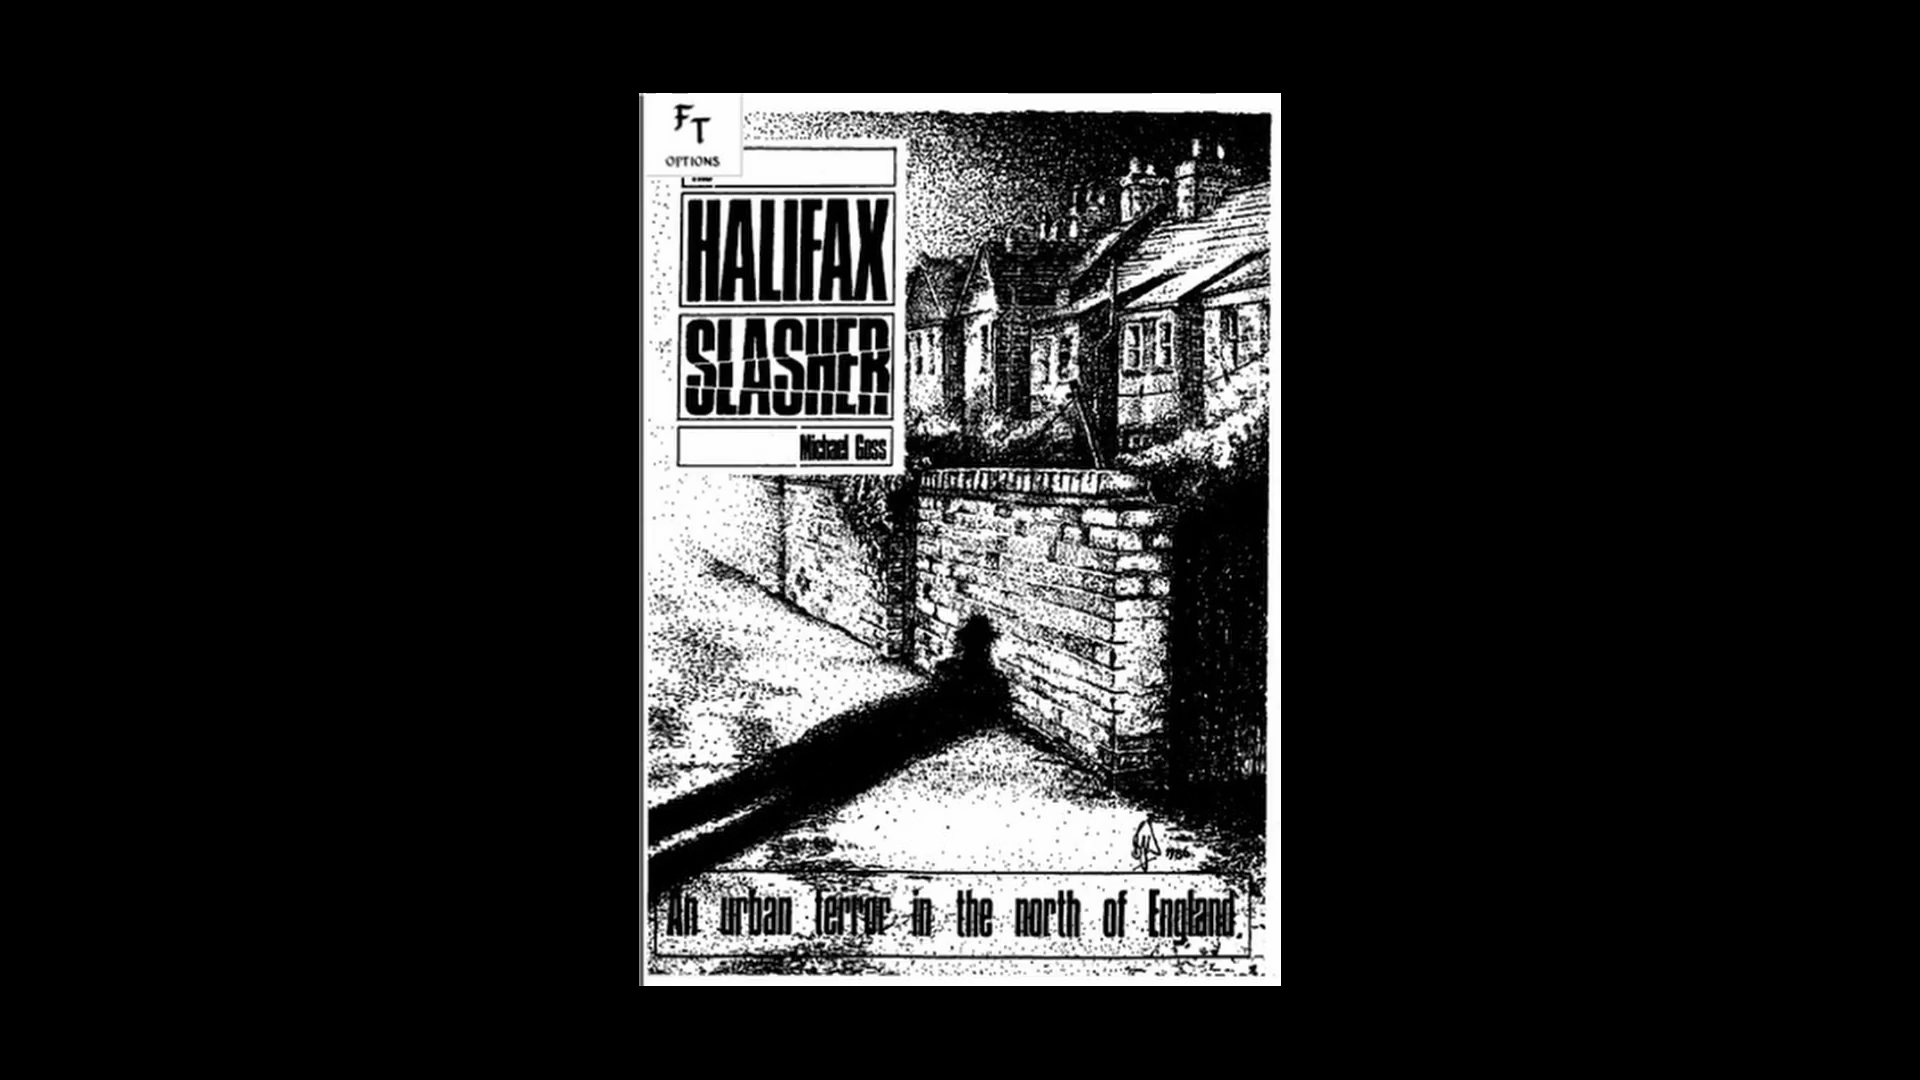 FT
OPTIONS
HALIFAX
SLASHER
Michael Goss
An urban terror in the north of England.